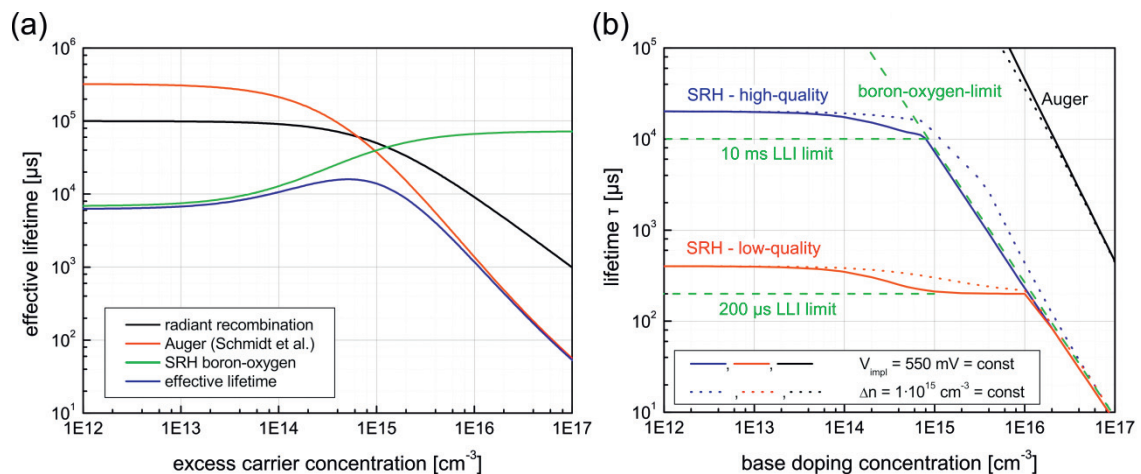 (a)
effective lifetime [µs]
10^6
10^5
10^4
10^3
10^2
10^1
radiant recombination
Auger (Schmidt et al.)
SRH boron-oxygen
effective lifetime
1E12 1E13 1E14 1E15 1E16 1E17
excess carrier concentration [cm^-3]
(b)
lifetime τ [µs]
10^5
10^4
10^3
10^2
10^1
SRH - high-quality
boron-oxygen-limit
Auger
10 ms LLI limit
SRH - low-quality
200 µs LLI limit
, , V_impl = 550 mV = const
, , Δn = 1·10^15 cm^-3 = const
1E12 1E13 1E14 1E15 1E16 1E17
base doping concentration [cm^-3]